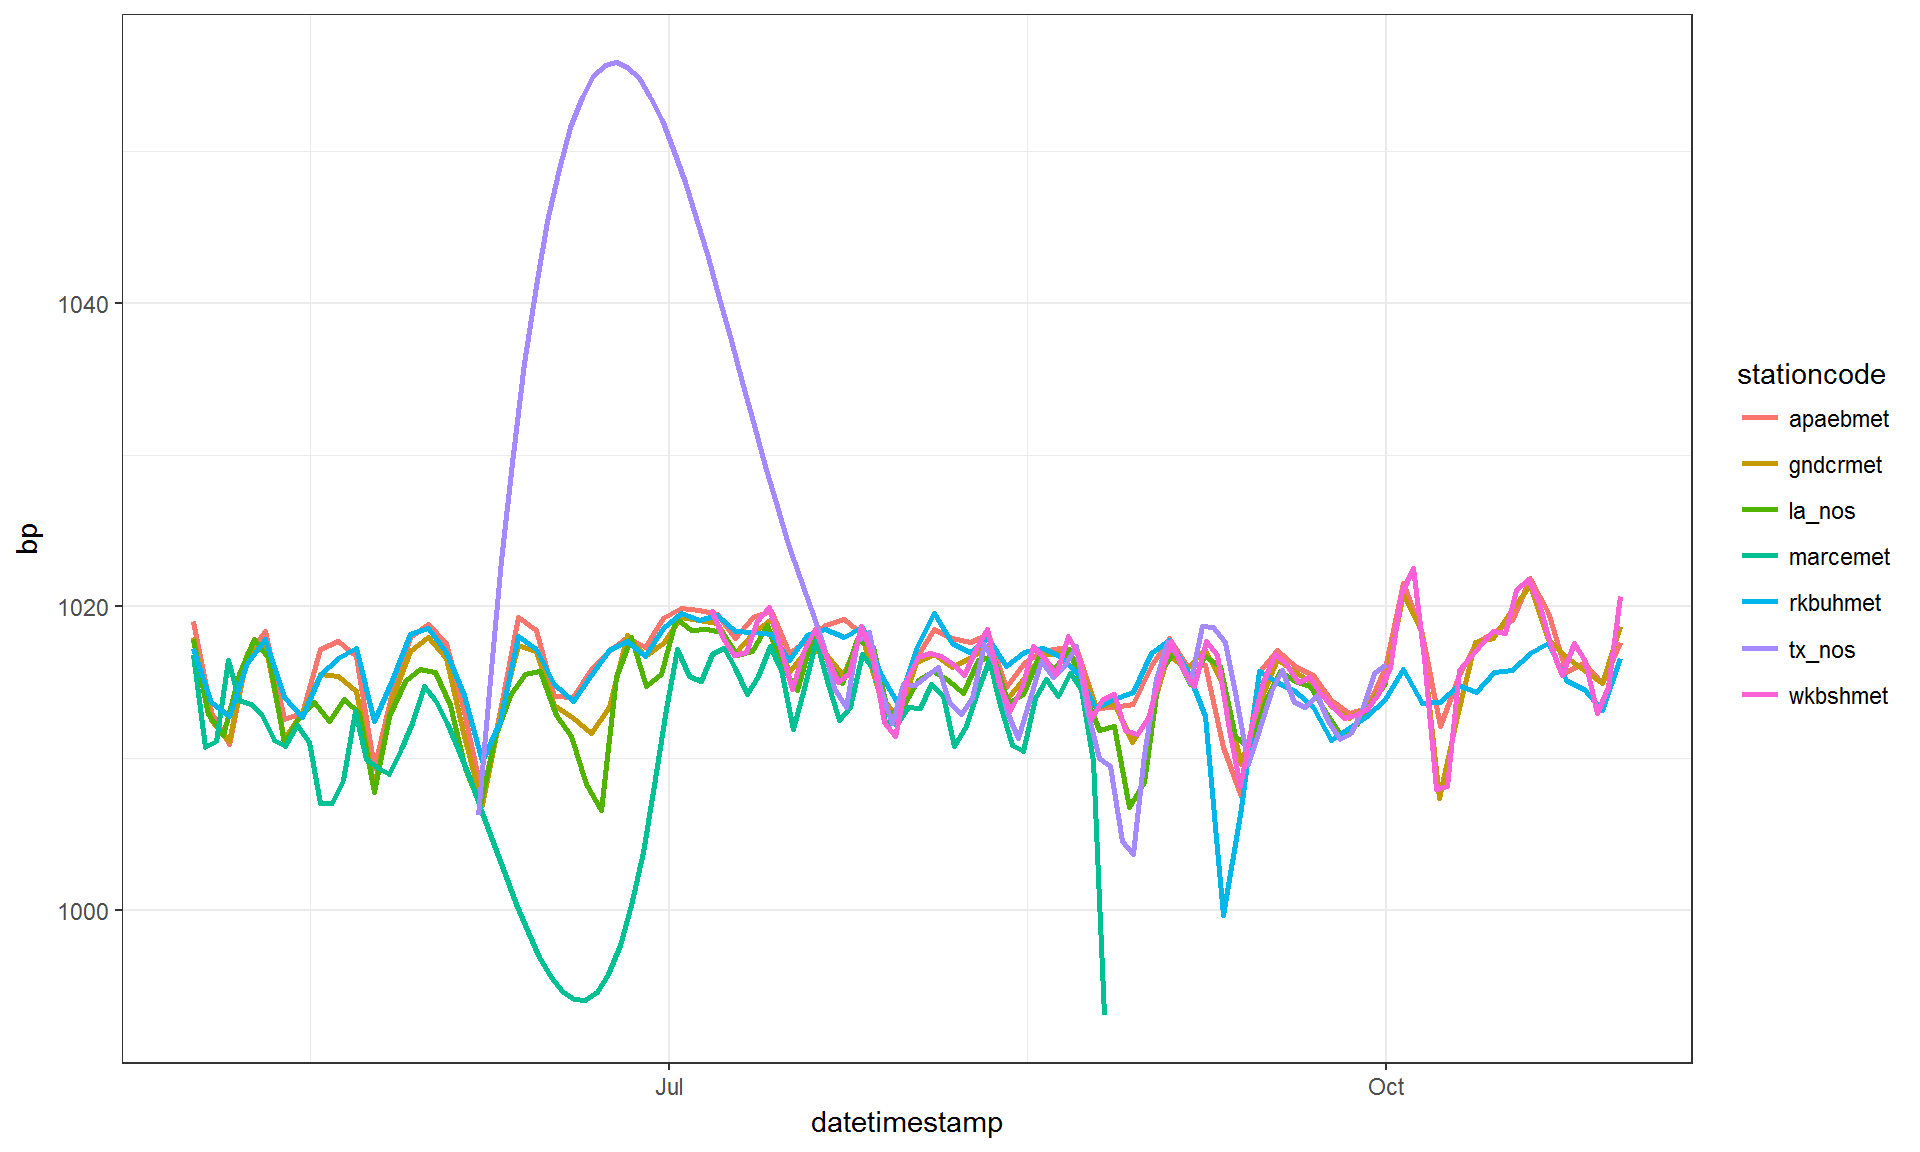 bp
1040
1020
1000
Jul
Oct
datetimestamp
stationcode
apaebmet
gndcrmet
la_nos
marcemet
rkbuhmet
tx_nos
wkbshmet